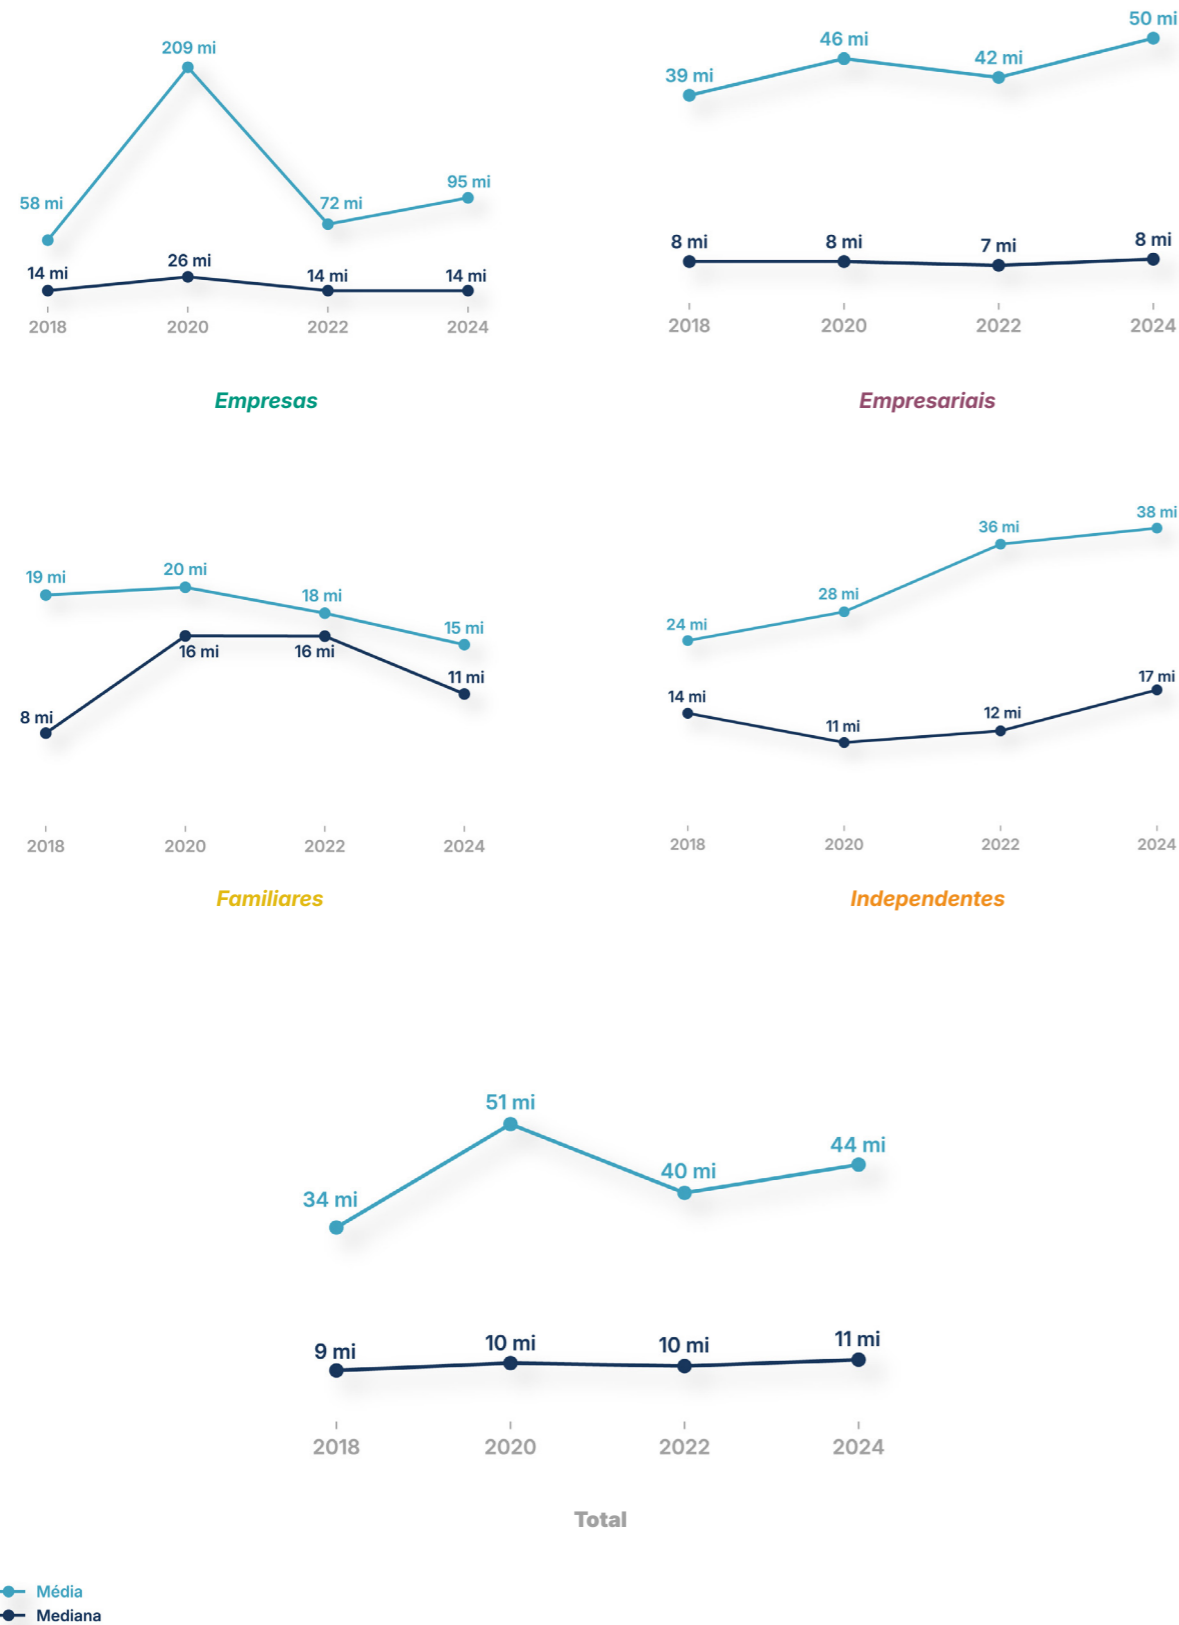 209 mi
58 mi
72 mi
95 mi
14 mi
26 mi
14 mi
14 mi
2018
2020
2022
2024
Empresas
39 mi
46 mi
42 mi
50 mi
8 mi
8 mi
7 mi
8 mi
2018
2020
2022
2024
Empresariais
19 mi
20 mi
18 mi
15 mi
8 mi
16 mi
16 mi
11 mi
2018
2020
2022
2024
Familiares
24 mi
28 mi
36 mi
38 mi
14 mi
11 mi
12 mi
17 mi
2018
2020
2022
2024
Independentes
34 mi
51 mi
40 mi
44 mi
9 mi
10 mi
10 mi
11 mi
2018
2020
2022
2024
Total
Média
Mediana